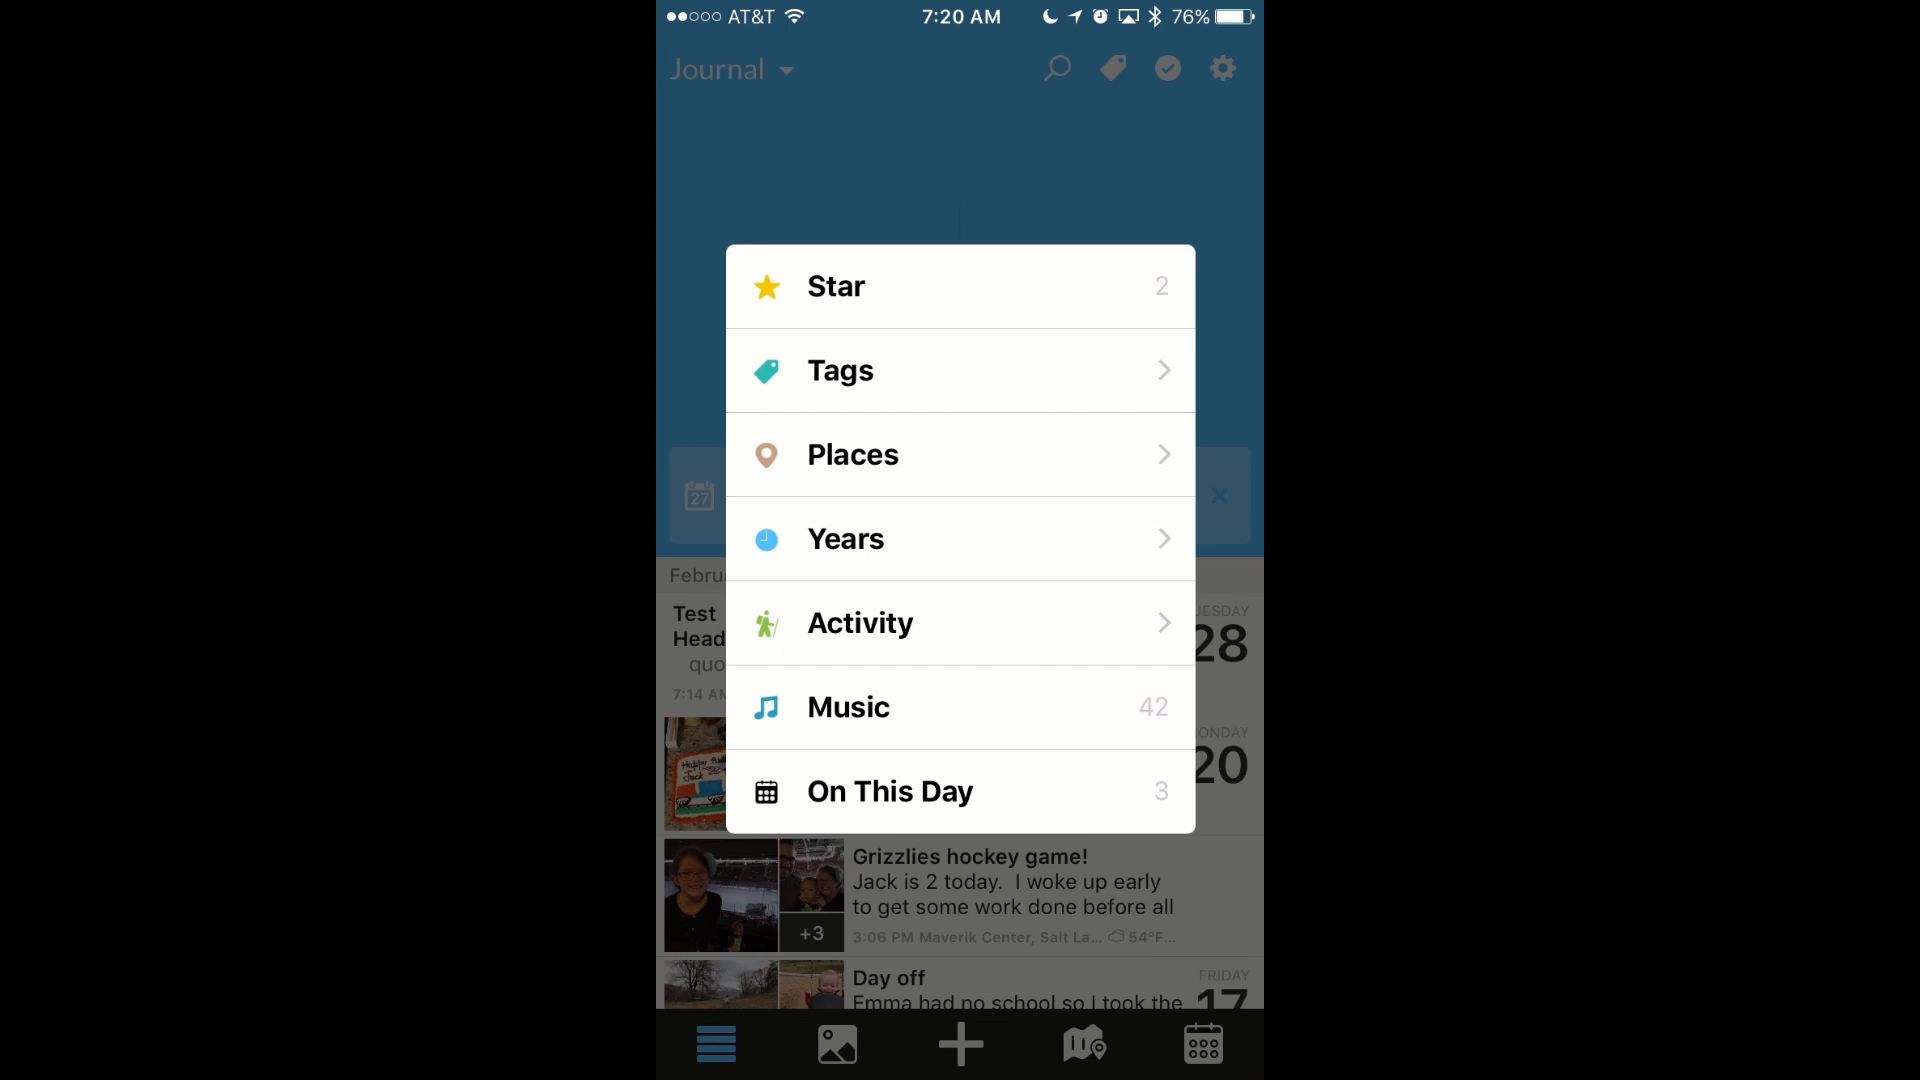 AT&T 7:20 AM 76%
Journal
Star 2
Tags
Places
27
Years
Activity
Music 42
On This Day 3
Test
Head
quo
7:14 AM
28
20
+3
Grizzlies hockey game!
Jack is 2 today. I woke up early
to get some work done before all
3:06 PM Maverik Center, Salt La... 54°F...
Day off
Emma had no school so I took the
FRIDAY
17